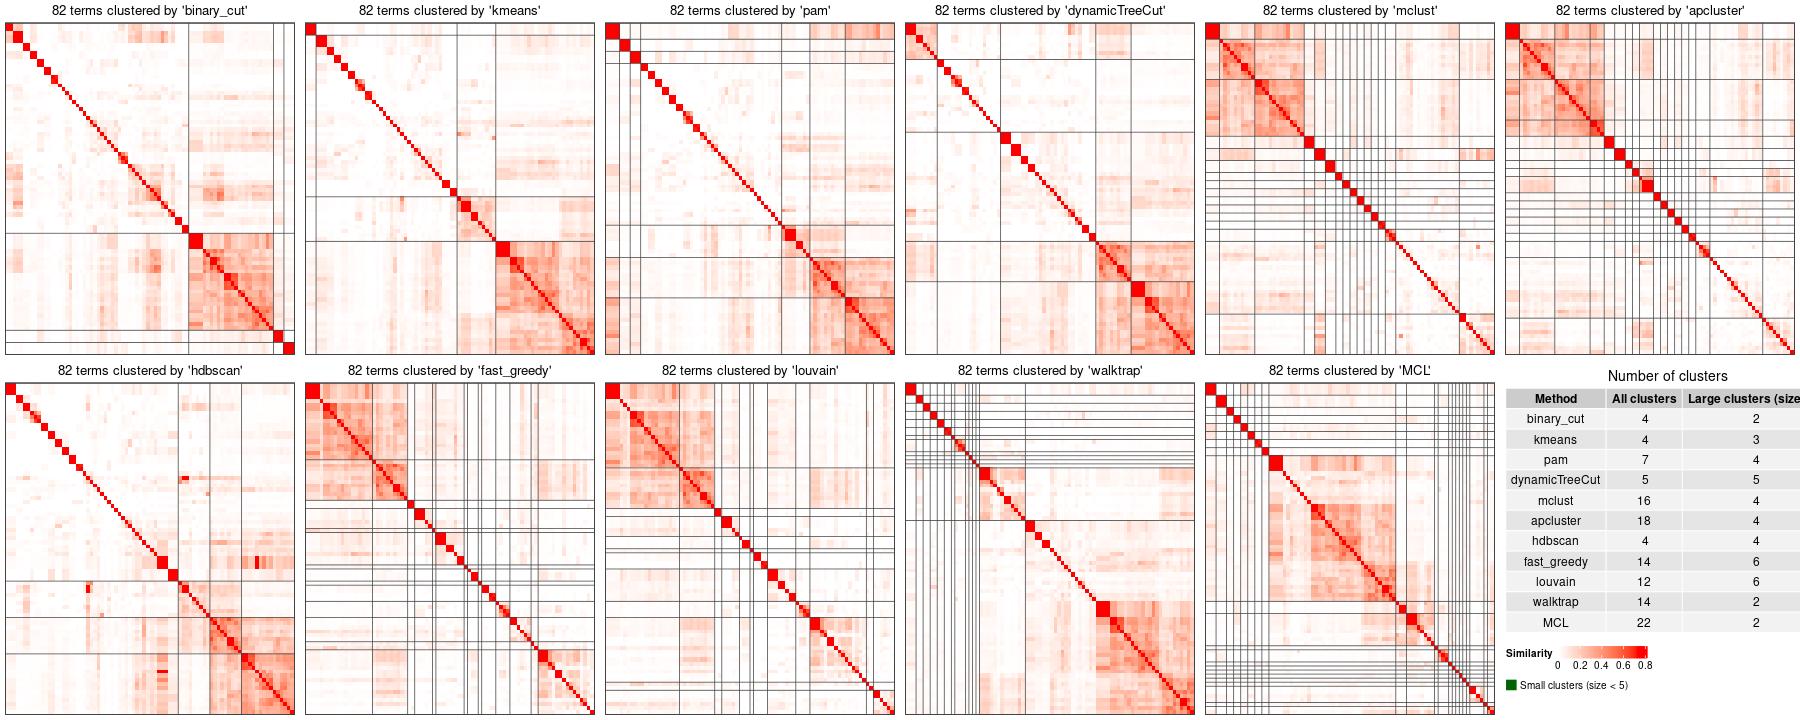 82 terms clustered by 'binary_cut'
82 terms clustered by 'kmeans'
82 terms clustered by 'pam'
82 terms clustered by 'dynamicTreeCut'
82 terms clustered by 'mclust'
82 terms clustered by 'apcluster'
82 terms clustered by 'hdbscan'
82 terms clustered by 'fast_greedy'
82 terms clustered by 'louvain'
82 terms clustered by 'walktrap'
82 terms clustered by 'MCL'
Number of clusters
Method All clusters Large clusters (size
binary_cut 4 2
kmeans 4 3
pam 7 4
dynamicTreeCut 5 5
mclust 16 4
apcluster 18 4
hdbscan 4 4
fast_greedy 14 6
louvain 12 6
walktrap 14 2
MCL 22 2
Similarity
0 0.2 0.4 0.6 0.8
Small clusters (size < 5)